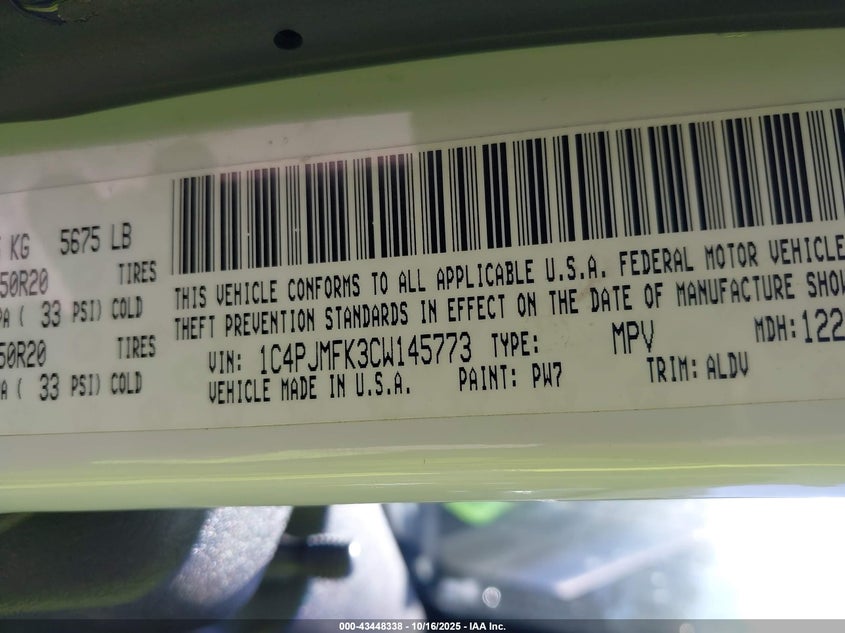 KG 5675 LB
50R20 TIRES
PA ( 33 PSI) COLD
50R20 TIRES
A ( 33 PSI) COLD
THIS VEHICLE CONFORMS TO ALL APPLICABLE U.S.A. FEDERAL MOTOR VEHICLE
THEFT PREVENTION STANDARDS IN EFFECT ON THE DATE OF MANUFACTURE SHO
VIN: 1C4PJMFK3CW145773 TYPE: MPV MDH: 122
VEHICLE MADE IN U.S.A. PAINT: PW7 TRIM: ALDV
000-43448338 - 10/16/2025 - IAA Inc.